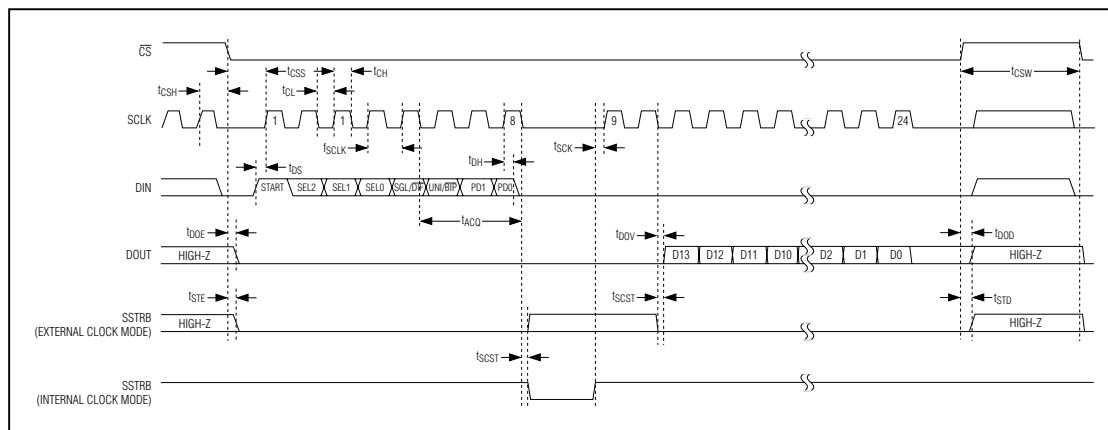 CS
tCSS
tCH
tCSW
tCSH
tCL
SCLK
1
1
8
9
24
fSCLK
tDH
tSCK
tDS
DIN
START
SEL2
SEL1
SEL0
SGL/DIF
UNI/BIP
PD1
PD0
tACQ
tDOE
tDOV
tDOD
DOUT
HIGH-Z
D13
D12
D11
D10
D2
D1
D0
HIGH-Z
tSTE
tSCST
tSTD
SSTRB
(EXTERNAL CLOCK MODE)
HIGH-Z
HIGH-Z
tSCST
SSTRB
(INTERNAL CLOCK MODE)